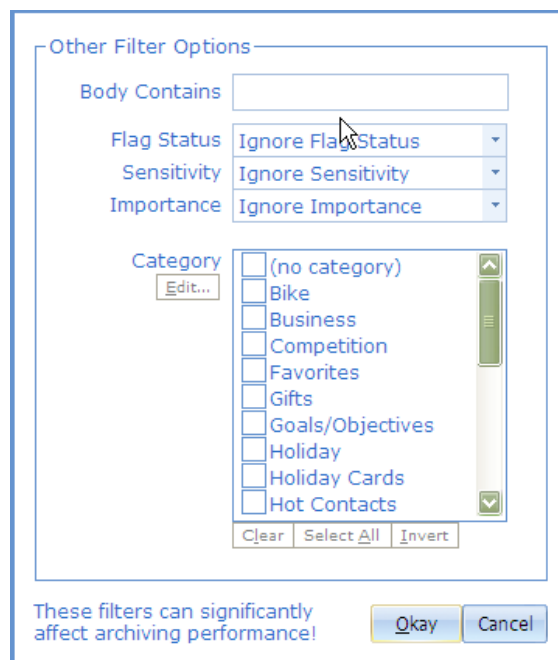 Other Filter Options
Body Contains
Flag Status Ignore Flag Status
Sensitivity Ignore Sensitivity
Importance Ignore Importance
Category
Edit...
(no category)
Bike
Business
Competition
Favorites
Gifts
Goals/Objectives
Holiday
Holiday Cards
Hot Contacts
Clear Select All Invert
These filters can significantly
affect archiving performance!
Okay Cancel